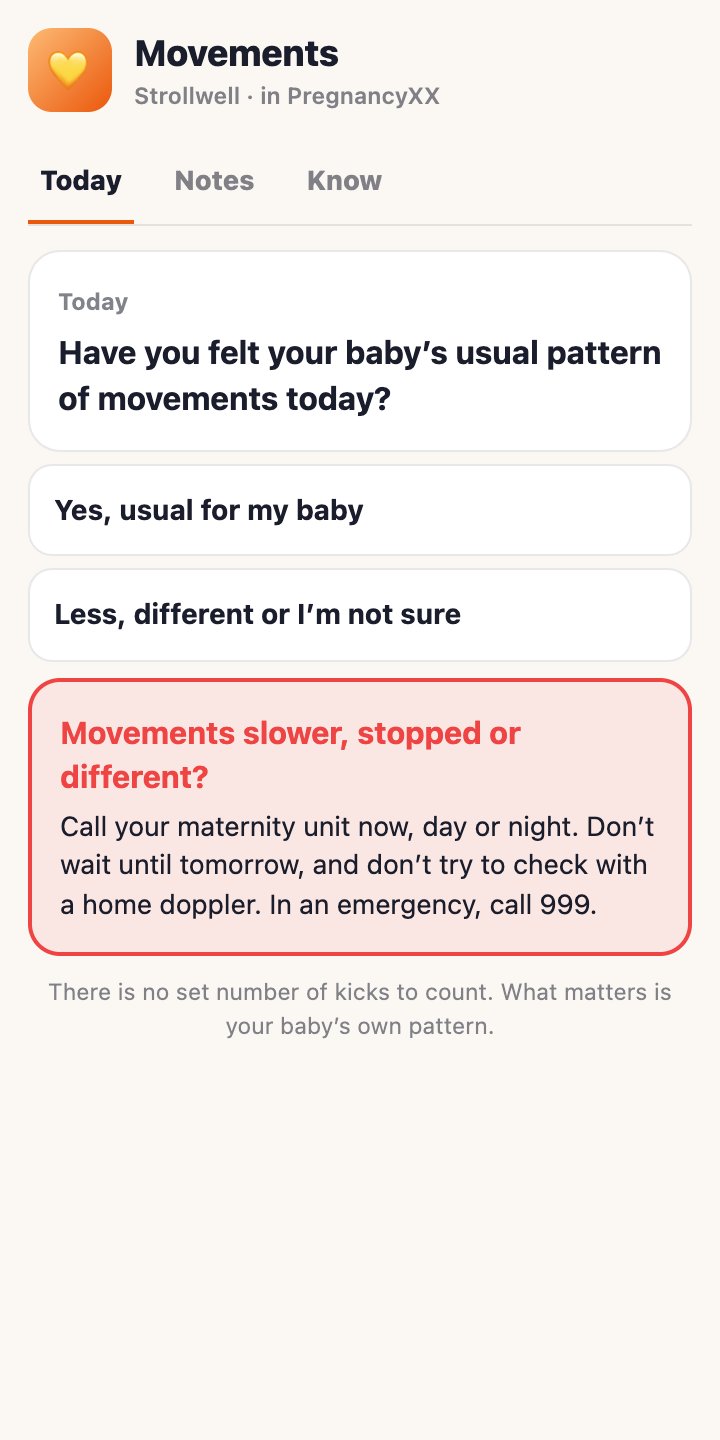 Movements
Strollwell · in PregnancyXX
Today
Notes
Know
Today
Have you felt your baby’s usual pattern
of movements today?
Yes, usual for my baby
Less, different or I’m not sure
Movements slower, stopped or
different?
Call your maternity unit now, day or night. Don’t
wait until tomorrow, and don’t try to check with
a home doppler. In an emergency, call 999.
There is no set number of kicks to count. What matters is
your baby’s own pattern.